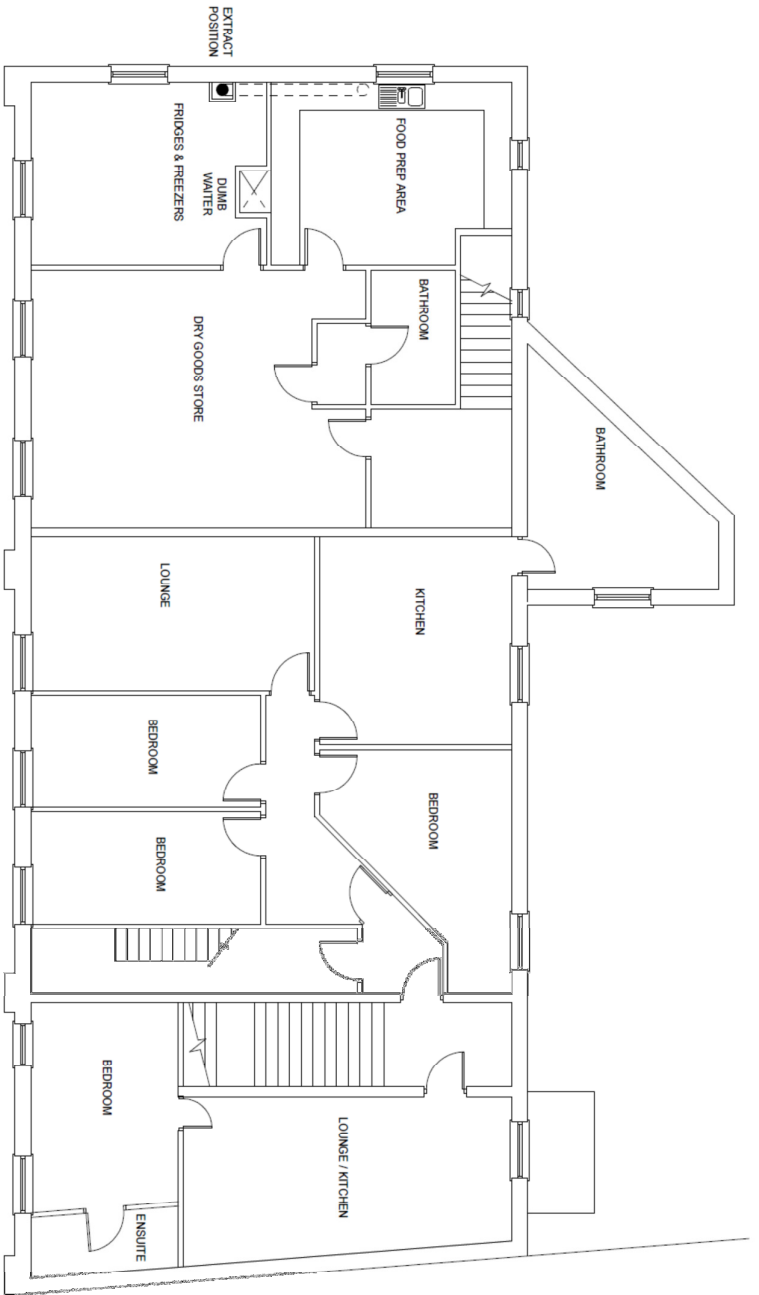 EXTRACT
POSITION
FRIDGES & FREEZERS
DUMB
WAITER
FOOD PREP AREA
BATHROOM
DRY GOODS STORE
BATHROOM
LOUNGE
KITCHEN
BEDROOM
BEDROOM
BEDROOM
BEDROOM
LOUNGE / KITCHEN
ENSUITE